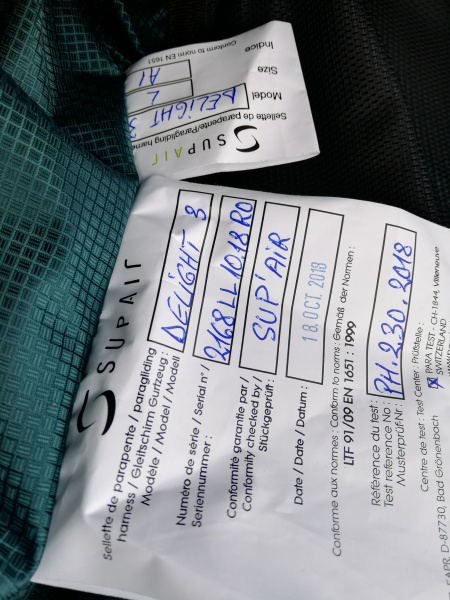 SUPAIR
Sellette de parapente/Paragliding harne
Model DELIGHT 3
Size L
Indice A1
Conform to norm EN 1651
SUPAIR
Sellette de parapente / paragliding
harness / Gleitschirm Gurtzeug :
Modèle / Model / Modell DELIGHT 3
Numéro de série / Serial n° /
Seriennummer : 2168LL1018R0
Conformité garantie par /
Conformity checked by / SUP'AIR
Stückgeprüft :
Date / Date / Datum : 18 OCT. 2018
Conforme aux normes : Conform to norms : Gemäß der Normen :
LTF 91/09 EN 1651 : 1999
Référence du test :
Test reference No : PH.2.30.2018
Musterprüf-Nr :
Centre de test : Test Center : Prüfstelle :
PARA TEST - CH-1844, Villeneuve
SWITZERLAND
EAPR, D-87730, Bad Grönenbach